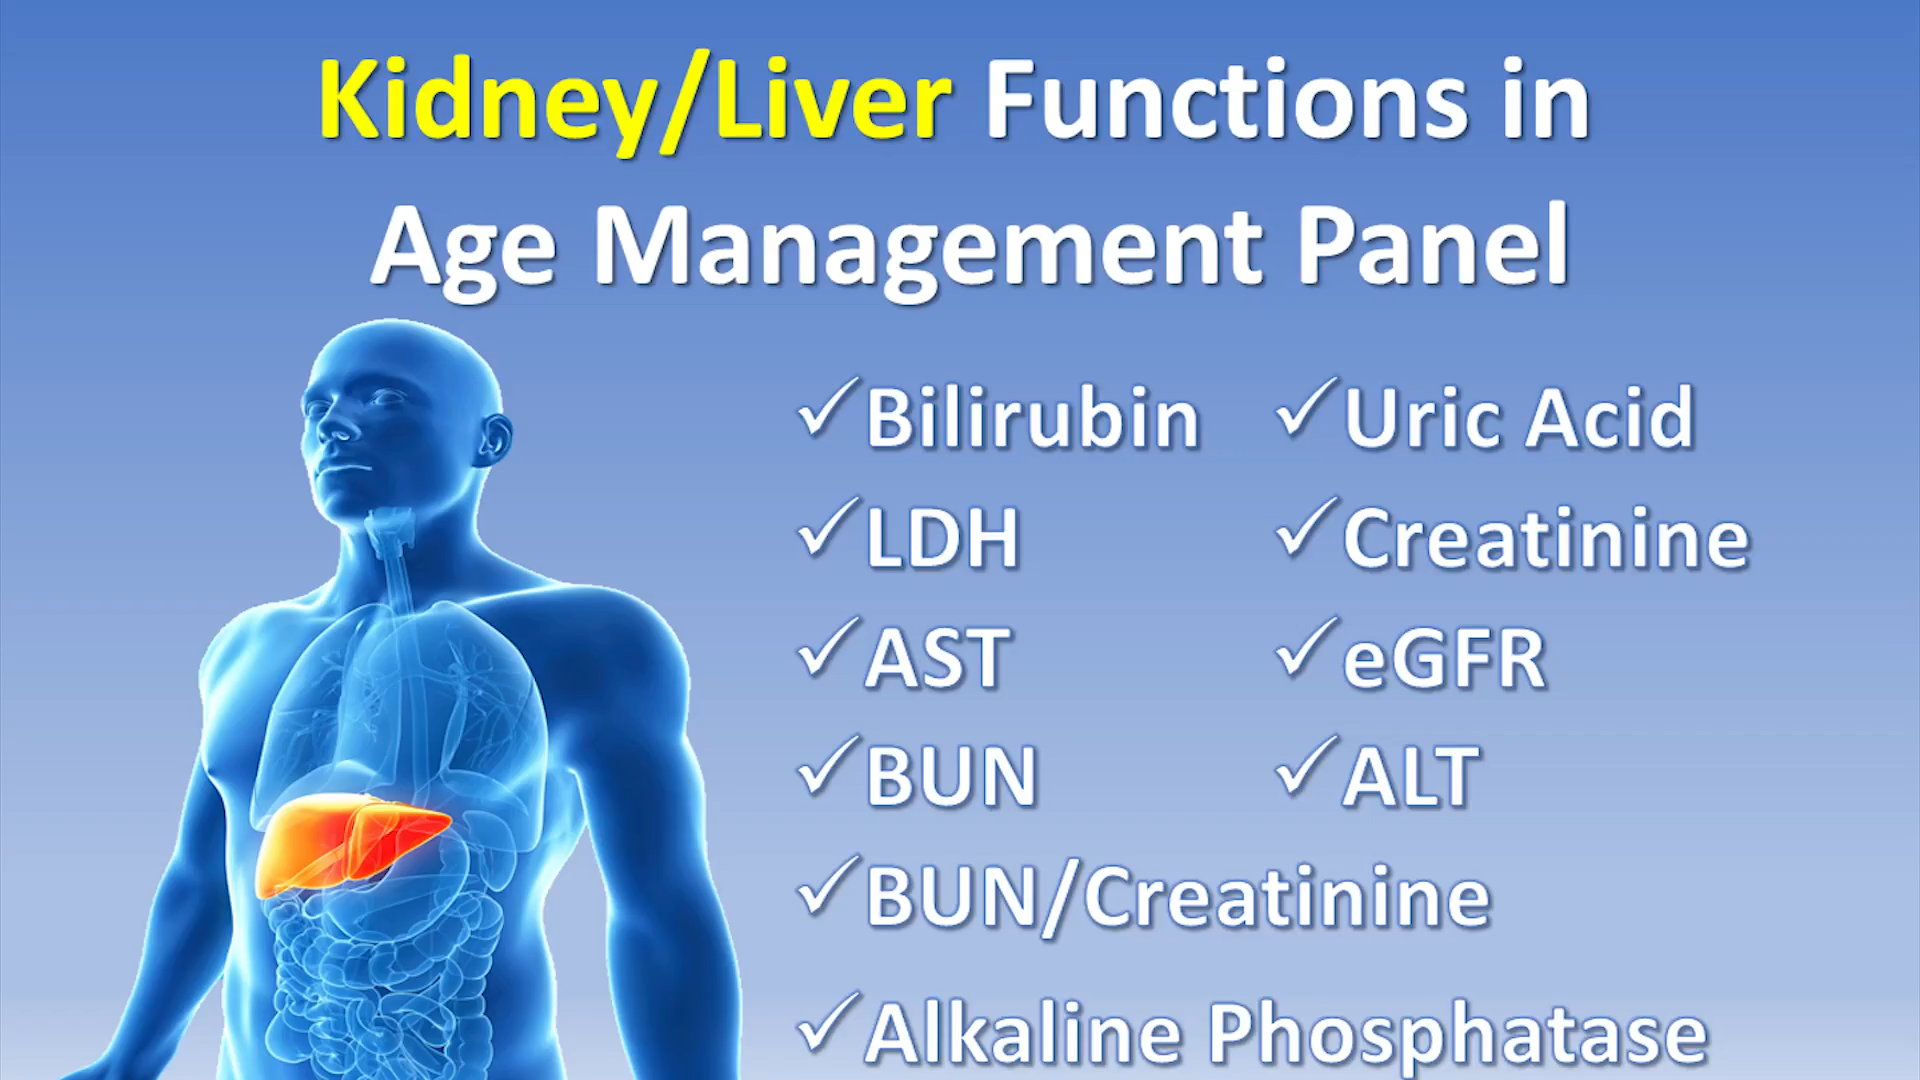 Kidney/Liver Functions in
Age Management Panel
✓Bilirubin ✓Uric Acid
✓LDH ✓Creatinine
✓AST ✓eGFR
✓BUN ✓ALT
✓BUN/Creatinine
✓Alkaline Phosphatase